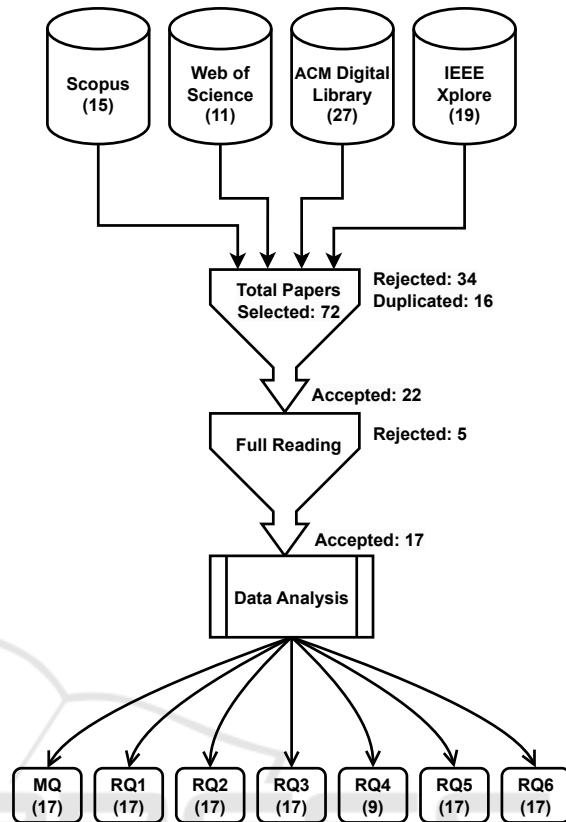 Scopus
(15)
Web of
Science
(11)
ACM Digital
Library
(27)
IEEE
Xplore
(19)
Total Papers
Selected: 72
Rejected: 34
Duplicated: 16
Accepted: 22
Full Reading
Rejected: 5
Accepted: 17
Data Analysis
MQ
(17)
RQ1
(17)
RQ2
(17)
RQ3
(17)
RQ4
(9)
RQ5
(17)
RQ6
(17)